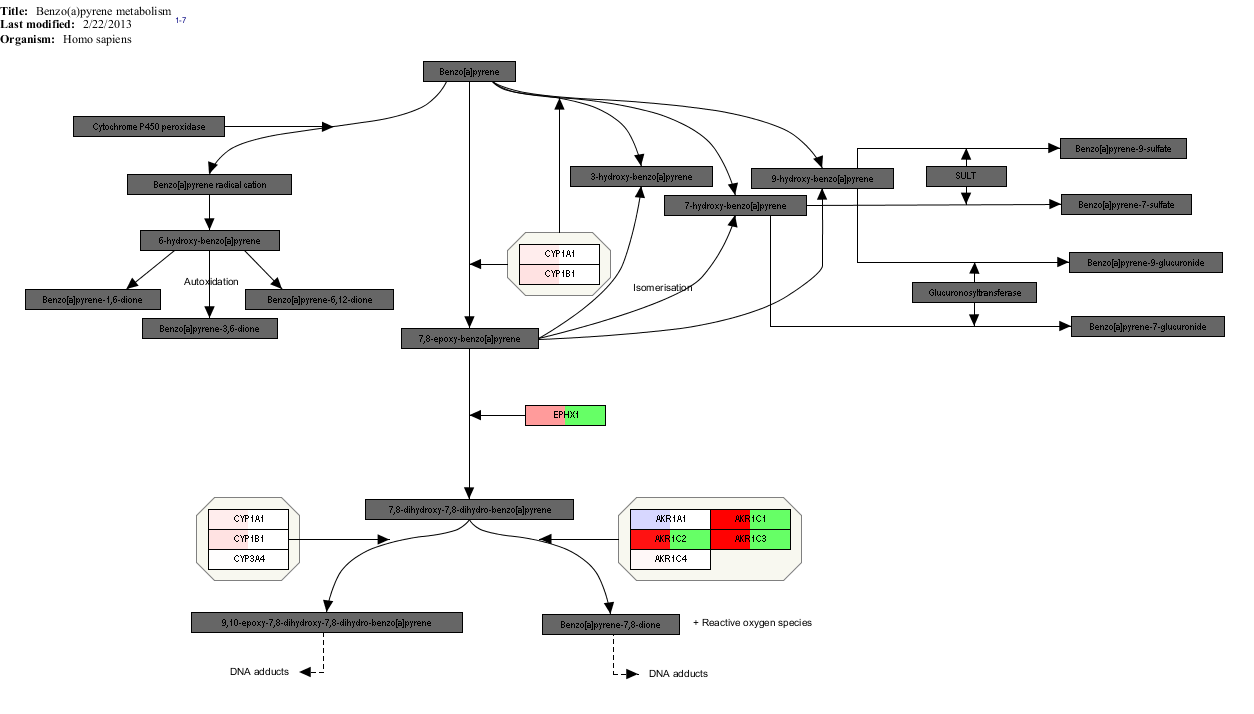 Title: Benzo(a)pyrene metabolism
Last modified: 2/22/2013
1-7
Organism: Homo sapiens
Benzo[a]pyrene
Cytochrome P450 peroxidase
Benzo[a]pyrene-9-sulfate
3-hydroxy-benzo[a]pyrene
9-hydroxy-benzo[a]pyrene
SULT
Benzo[a]pyrene radical cation
7-hydroxy-benzo[a]pyrene
Benzo[a]pyrene-7-sulfate
6-hydroxy-benzo[a]pyrene
CYP1A1
CYP1B1
Benzo[a]pyrene-9-glucuronide
Autoxidation
Isomerisation
Glucuronosyltransferase
Benzo[a]pyrene-1,6-dione
Benzo[a]pyrene-6,12-dione
Benzo[a]pyrene-3,6-dione
Benzo[a]pyrene-7-glucuronide
7,8-epoxy-benzo[a]pyrene
EPHX1
7,8-dihydroxy-7,8-dihydro-benzo[a]pyrene
CYP1A1
CYP1B1
CYP3A4
AKR1A1 AKR1C1
AKR1C2 AKR1C3
AKR1C4
9,10-epoxy-7,8-dihydroxy-7,8-dihydro-benzo[a]pyrene
Benzo[a]pyrene-7,8-dione
+ Reactive oxygen species
DNA adducts
DNA adducts